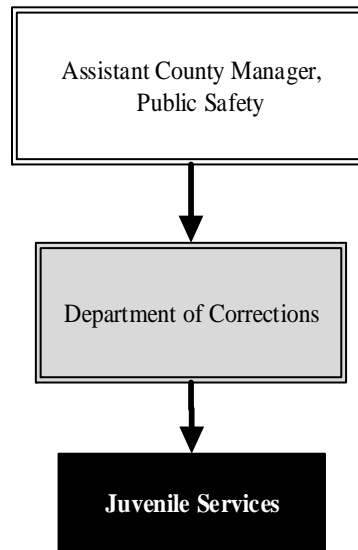 Assistant County Manager,
Public Safety
Department of Corrections
Juvenile Services